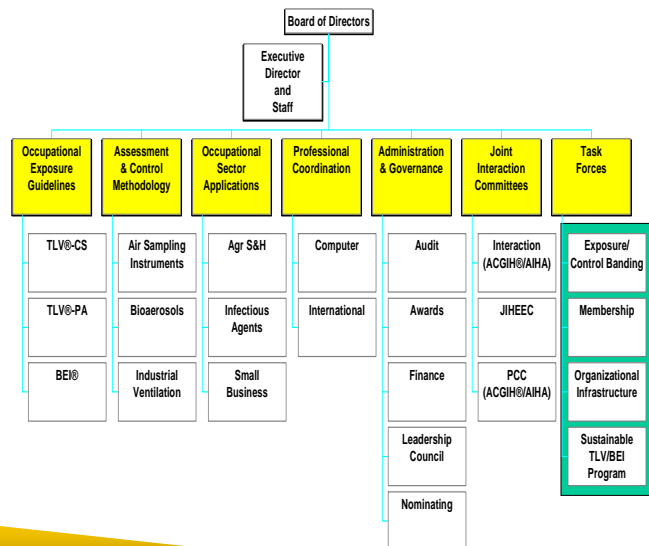 Board of Directors
Executive
Director
and
Staff
Occupational
Exposure
Guidelines
Assessment
& Control
Methodology
Occupational
Sector
Applications
Professional
Coordination
Administration
& Governance
Joint
Interaction
Committees
Task
Forces
TLV®-CS
TLV®-PA
BEI®
Air Sampling
Instruments
Bioaerosols
Industrial
Ventilation
Agr S&H
Infectious
Agents
Small
Business
Computer
International
Audit
Awards
Finance
Leadership
Council
Nominating
Interaction
(ACGIH®/AIHA)
JIHEEC
PCC
(ACGIH®/AIHA)
Exposure/
Control Banding
Membership
Organizational
Infrastructure
Sustainable
TLV/BEI
Program